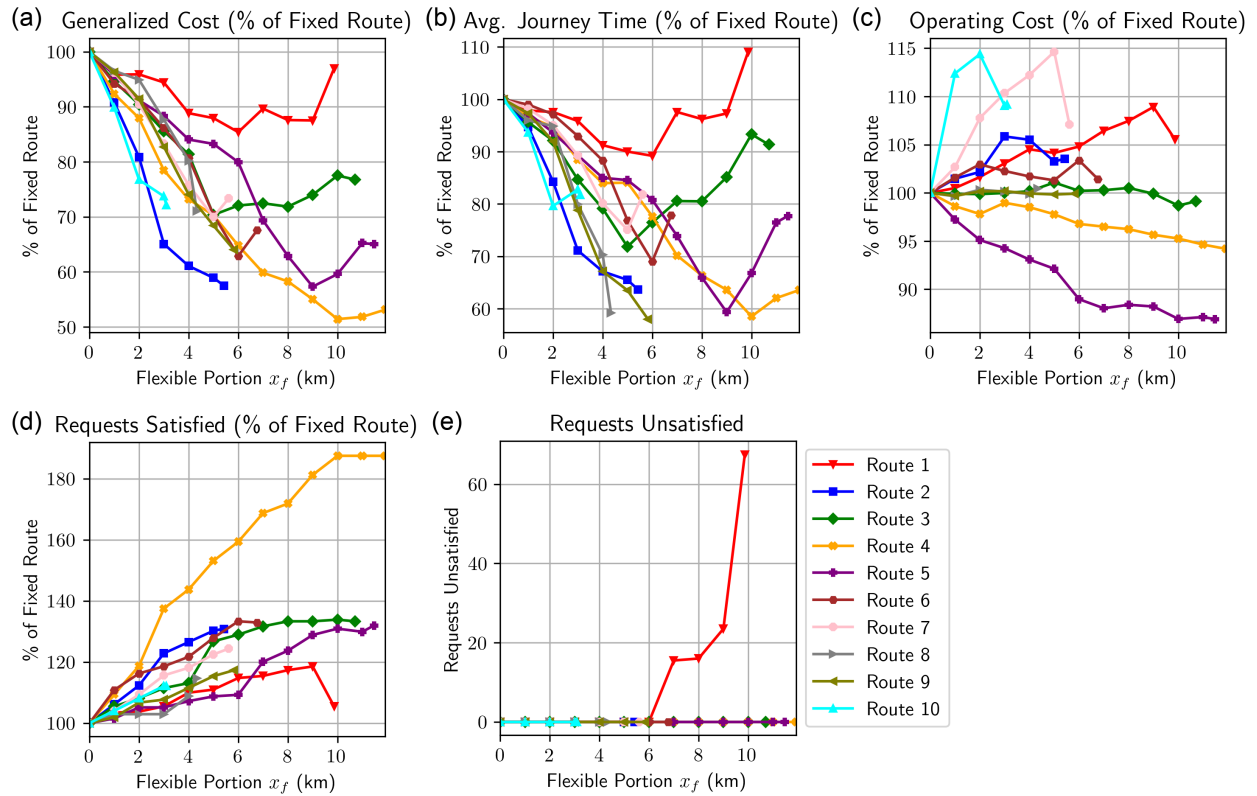 (a) Generalized Cost (% of Fixed Route)
% of Fixed Route
100
90
80
70
60
50
0 2 4 6 8 10
Flexible Portion x_f (km)
(b) Avg. Journey Time (% of Fixed Route)
% of Fixed Route
110
100
90
80
70
60
0 2 4 6 8 10
Flexible Portion x_f (km)
(c) Operating Cost (% of Fixed Route)
% of Fixed Route
115
110
105
100
95
90
0 2 4 6 8 10
Flexible Portion x_f (km)
(d) Requests Satisfied (% of Fixed Route)
% of Fixed Route
180
160
140
120
100
0 2 4 6 8 10
Flexible Portion x_f (km)
(e) Requests Unsatisfied
Requests Unsatisfied
60
40
20
0
0 2 4 6 8 10
Flexible Portion x_f (km)
Route 1
Route 2
Route 3
Route 4
Route 5
Route 6
Route 7
Route 8
Route 9
Route 10